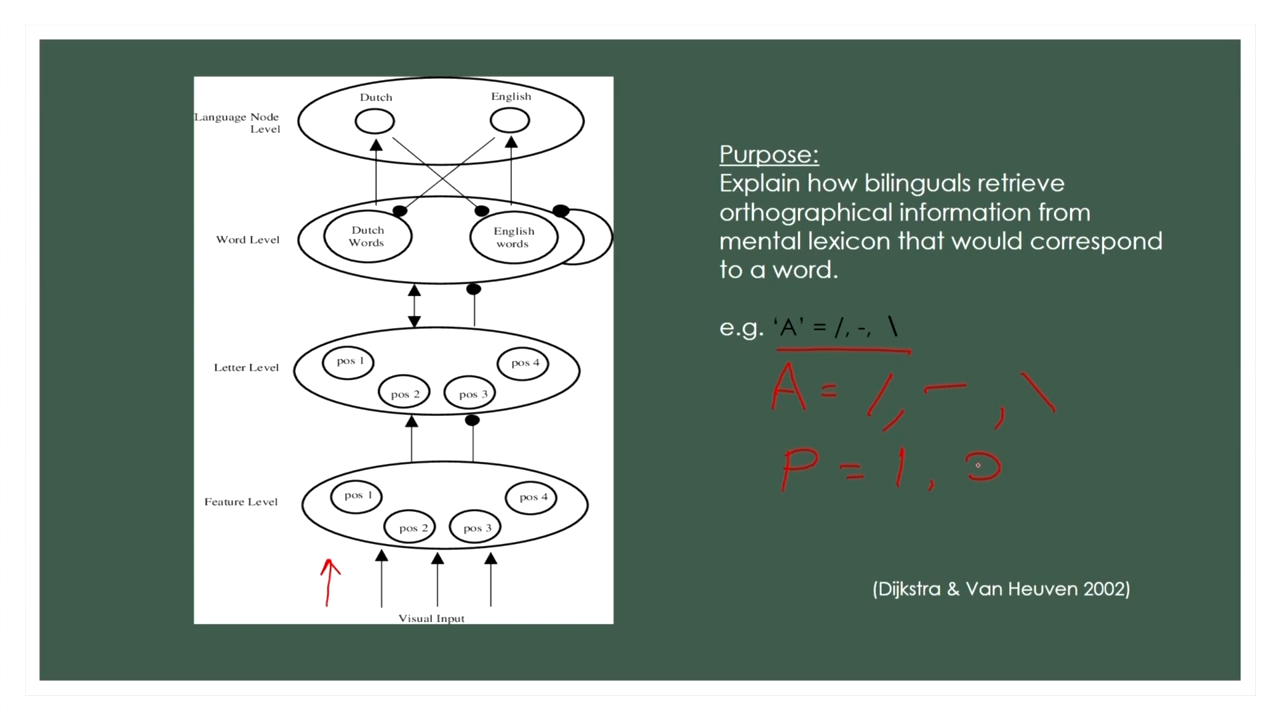 Dutch English
Language Node
Level
Word Level
Dutch
Words
English
words
Letter Level
pos 1
pos 2
pos 3
pos 4
Feature Level
pos 1
pos 2
pos 3
pos 4
Visual Input
Purpose:
Explain how bilinguals retrieve
orthographical information from
mental lexicon that would correspond
to a word.
e.g. ‘A’ = /, -, \
A = /, — , \
P = l,
(Dijkstra & Van Heuven 2002)